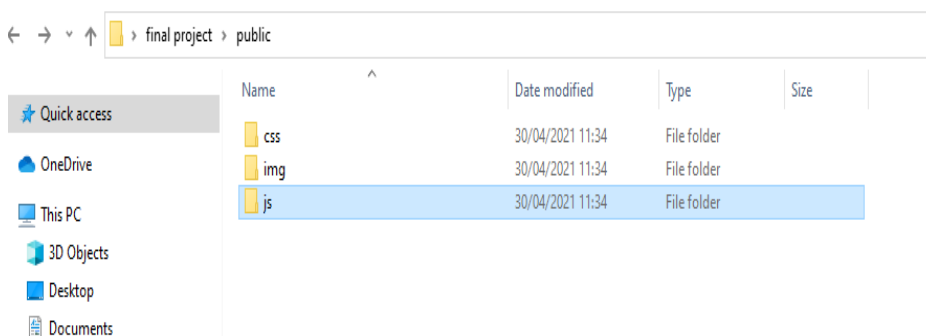 final project > public
Name Date modified Type Size
Quick access
css 30/04/2021 11:34 File folder
OneDrive
img 30/04/2021 11:34 File folder
js 30/04/2021 11:34 File folder
This PC
3D Objects
Desktop
Documents